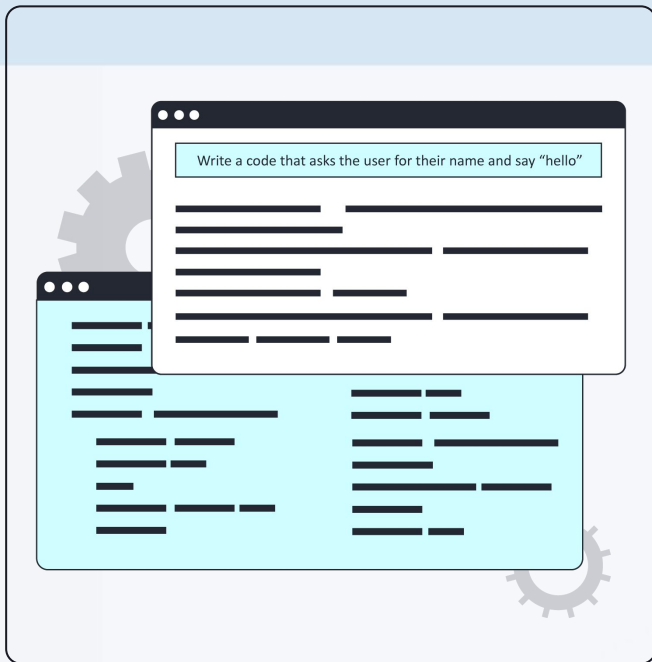 Write a code that asks the user for their name and say “hello”